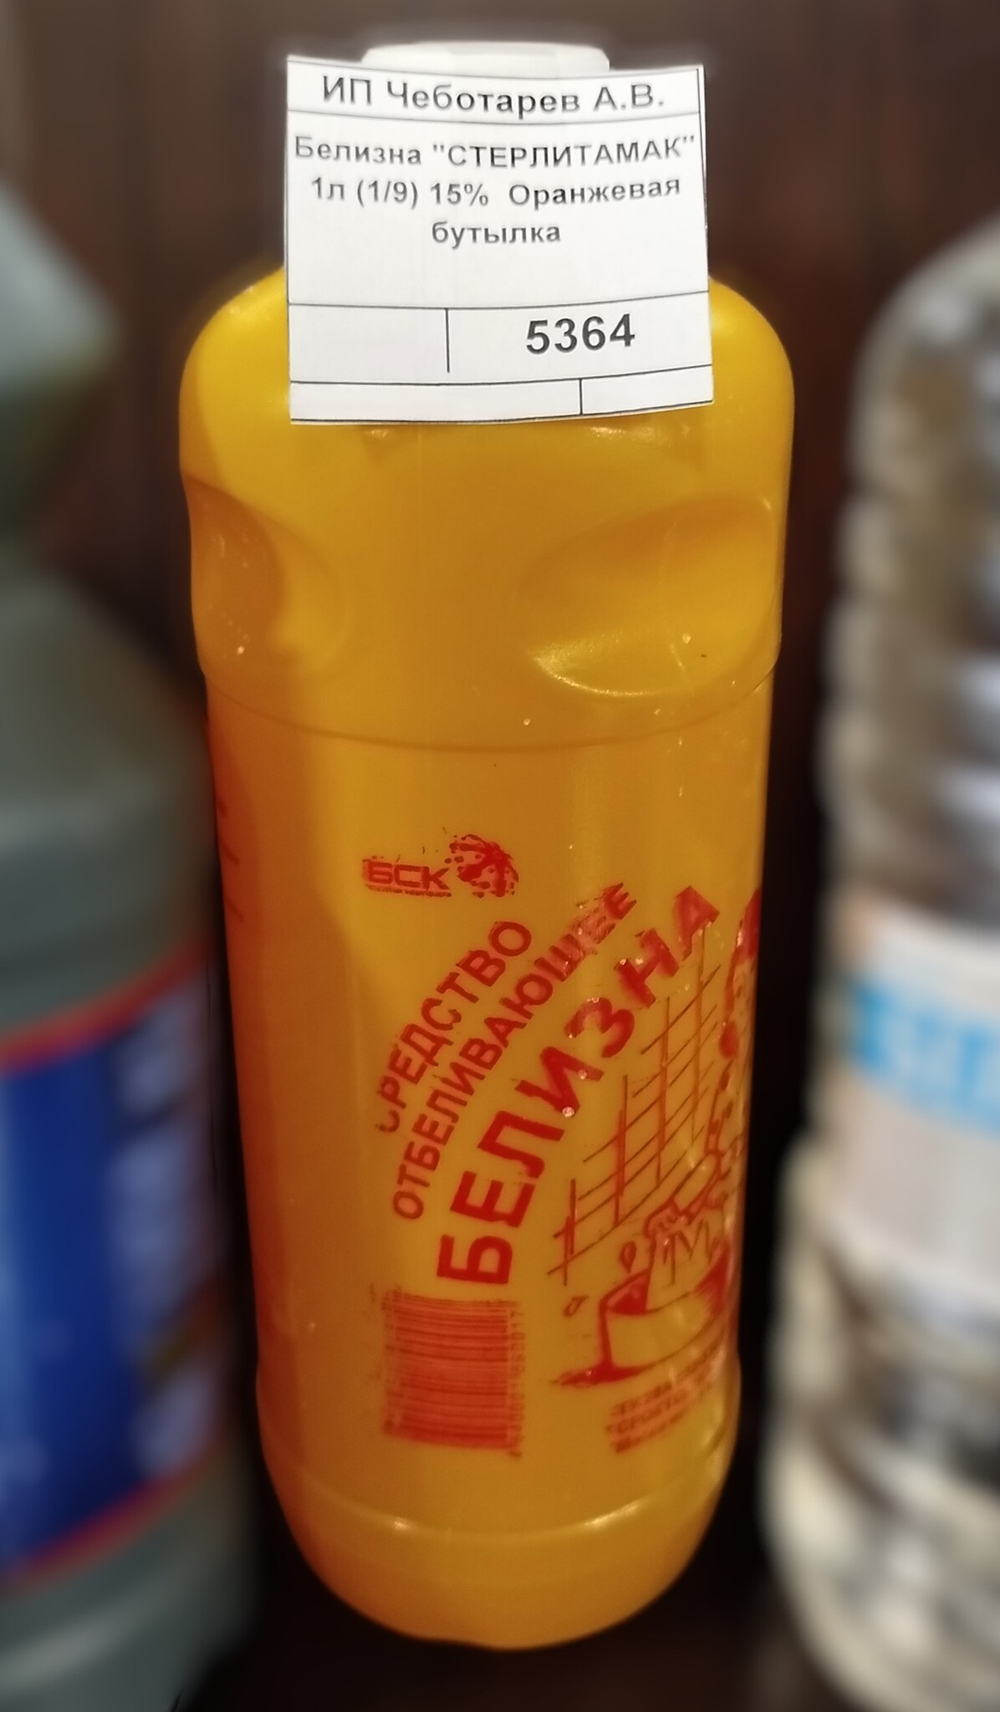 ИП Чеботарев А.В.
Белизна "СТЕРЛИТАМАК"
1л (1/9) 15% Оранжевая
бутылка
5364
БСК
СРЕДСТВО
ОТБЕЛИВАЮЩЕЕ
БЕЛИЗНА